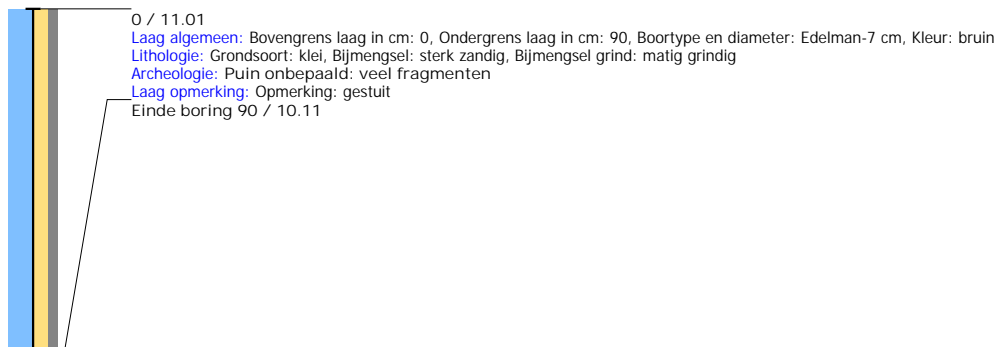 0 / 11.01
Laag algemeen: Bovengrens laag in cm: 0, Ondergrens laag in cm: 90, Boortype en diameter: Edelman-7 cm, Kleur: bruin
Lithologie: Grondsoort: klei, Bijmengsel: sterk zandig, Bijmengsel grind: matig grindig
Archeologie: Puin onbepaald: veel fragmenten
Laag opmerking: Opmerking: gestuit
Einde boring 90 / 10.11